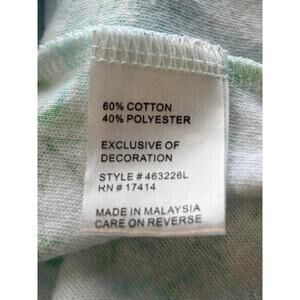 60% COTTON
40% POLYESTER
EXCLUSIVE OF
DECORATION
STYLE # 463226L
RN # 17414
MADE IN MALAYSIA
CARE ON REVERSE